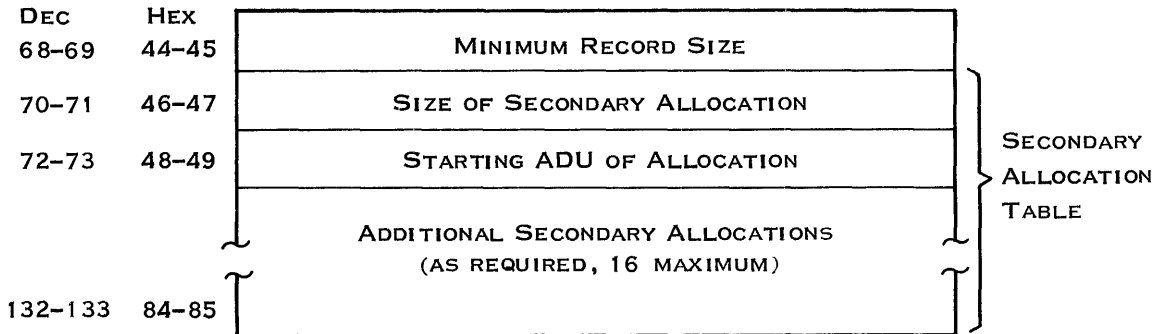 DEC HEX
68-69 44-45 MINIMUM RECORD SIZE
70-71 46-47 SIZE OF SECONDARY ALLOCATION
72-73 48-49 STARTING ADU OF ALLOCATION
SECONDARY
ALLOCATION
TABLE
ADDITIONAL SECONDARY ALLOCATIONS
(AS REQUIRED, 16 MAXIMUM)
132-133 84-85